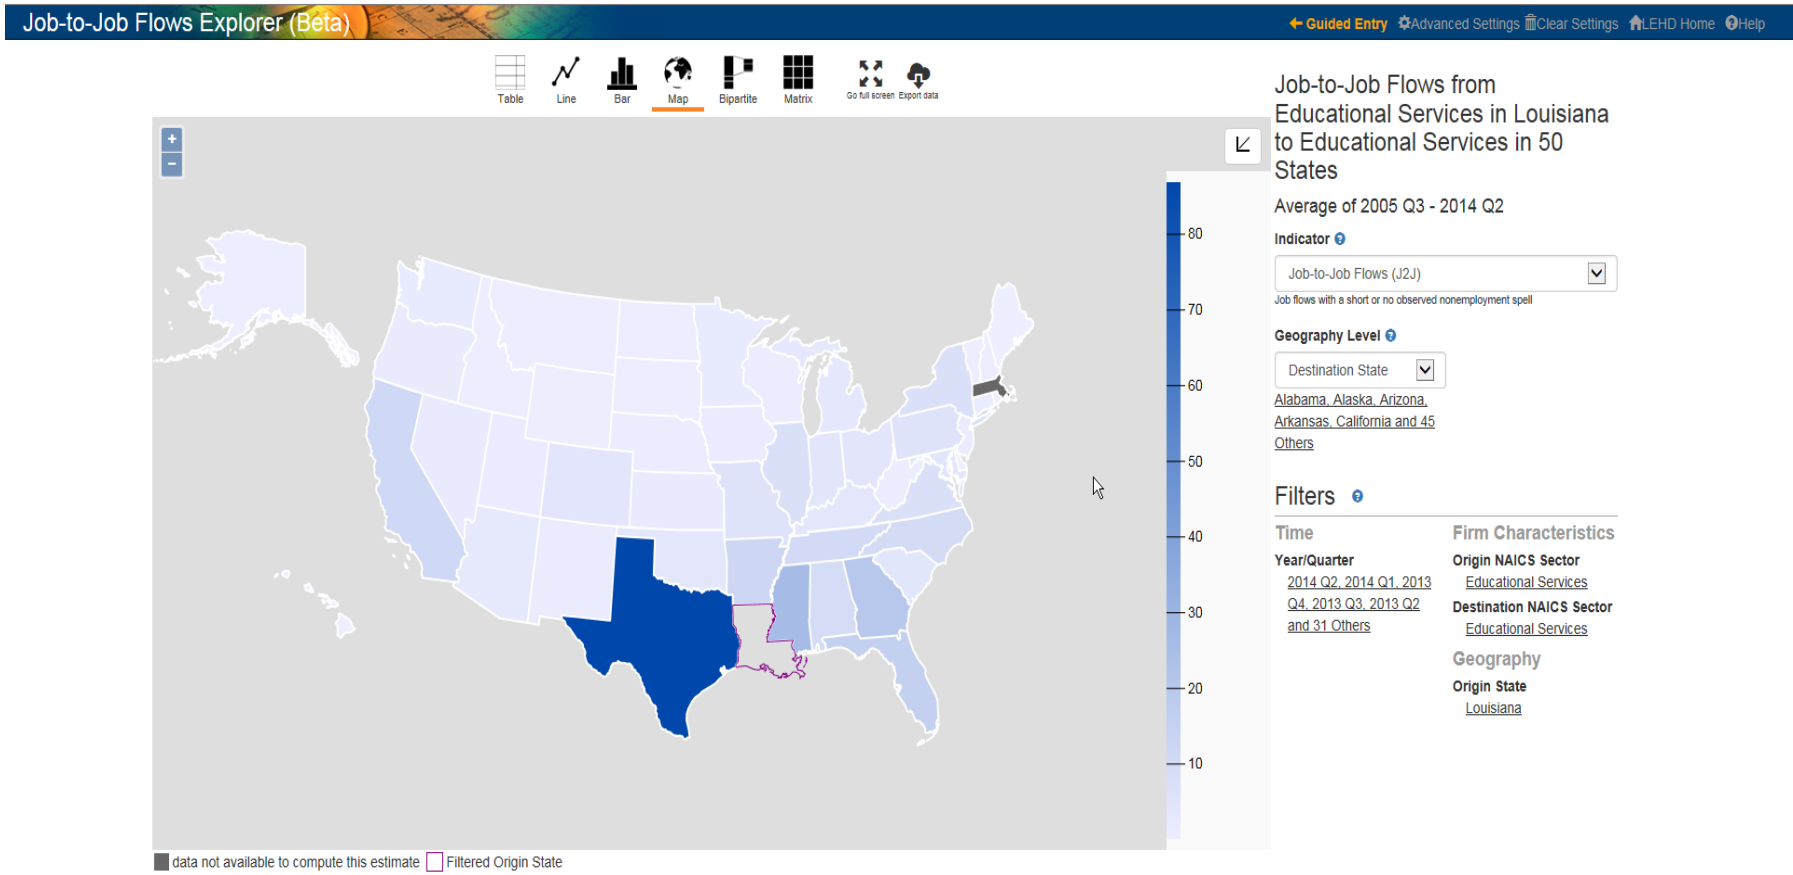 Job-to-Job Flows Explorer (Beta)
Guided Entry Advanced Settings Clear Settings LEHD Home Help
Table Line Bar Map Bipartite Matrix Go full screen Export data
+
−
Job-to-Job Flows from
Educational Services in Louisiana
to Educational Services in 50
States
Average of 2005 Q3 - 2014 Q2
Indicator
Job-to-Job Flows (J2J)
Job flows with a short or no observed nonemployment spell
Geography Level
Destination State
Alabama, Alaska, Arizona,
Arkansas, California and 45
Others
Filters
Time
Year/Quarter
2014 Q2, 2014 Q1, 2013
Q4, 2013 Q3, 2013 Q2
and 31 Others
Firm Characteristics
Origin NAICS Sector
Educational Services
Destination NAICS Sector
Educational Services
Geography
Origin State
Louisiana
80
70
60
50
40
30
20
10
data not available to compute this estimate Filtered Origin State